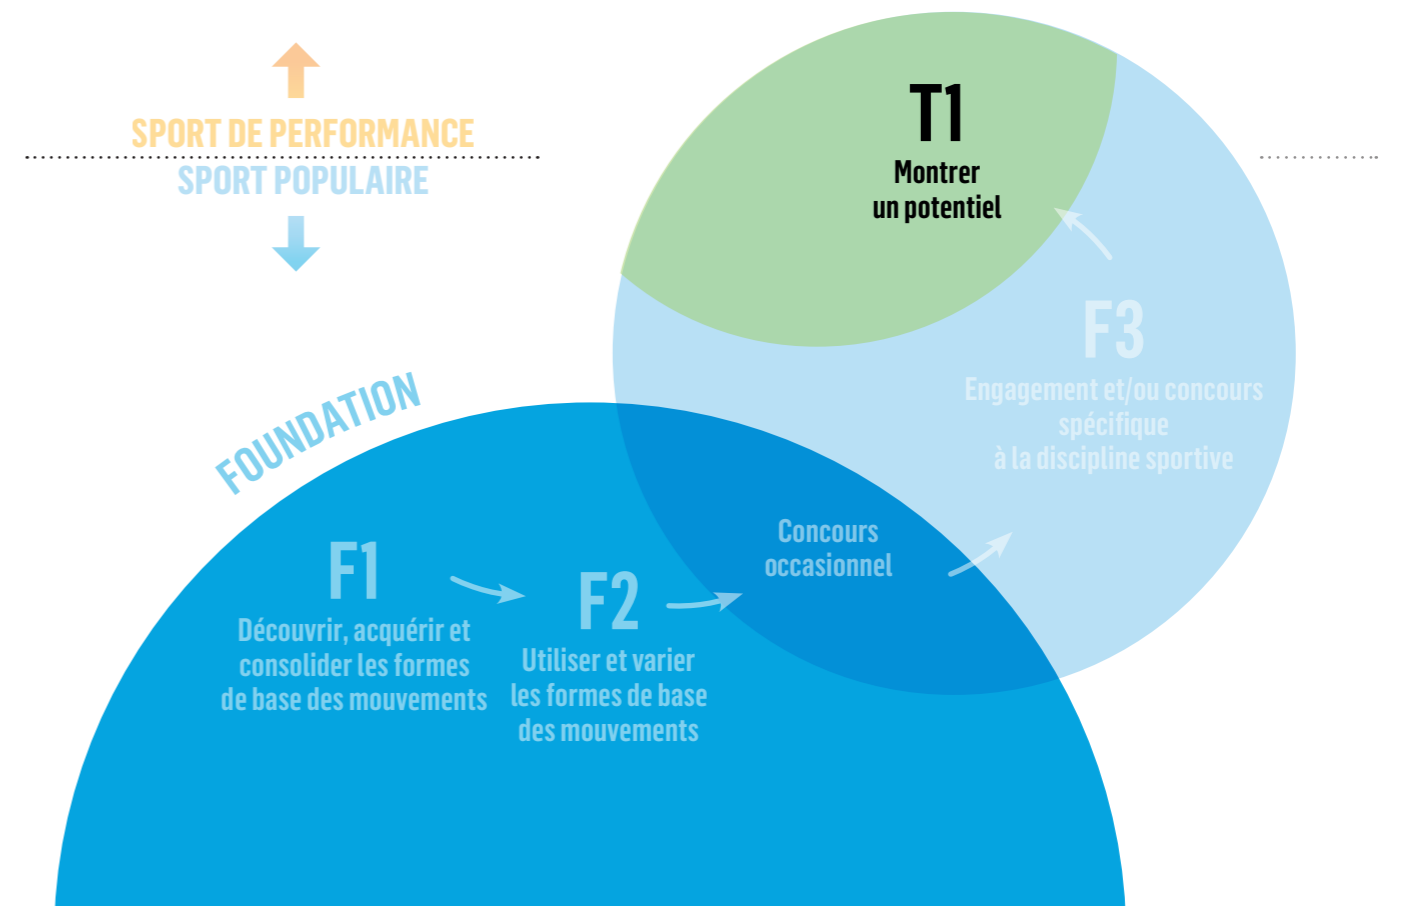 SPORT DE PERFORMANCE
SPORT POPULAIRE
T1
Montrer
un potentiel
F3
Engagement et/ou concours
spécifique
à la discipline sportive
FOUNDATION
F1
Découvrir, acquérir et
consolider les formes
de base des mouvements
F2
Utiliser et varier
les formes de base
des mouvements
Concours
occasionnel